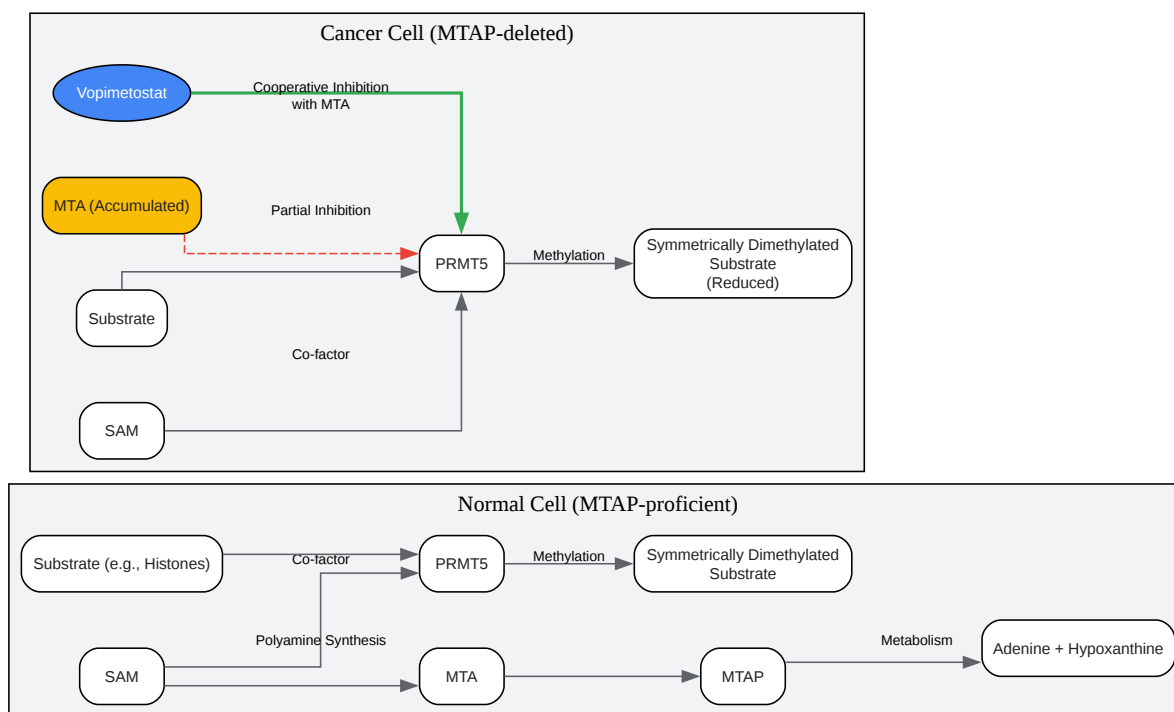 Cancer Cell (MTAP-deleted)
Vopimetostat
Cooperative Inhibition
with MTA
MTA (Accumulated)
Partial Inhibition
PRMT5
Methylation
Symmetrically Dimethylated
Substrate
(Reduced)
Substrate
Co-factor
SAM
Normal Cell (MTAP-proficient)
Substrate (e.g., Histones)
Co-factor
PRMT5
Methylation
Symmetrically Dimethylated
Substrate
Polyamine Synthesis
SAM
MTA
MTAP
Metabolism
Adenine + Hypoxanthine